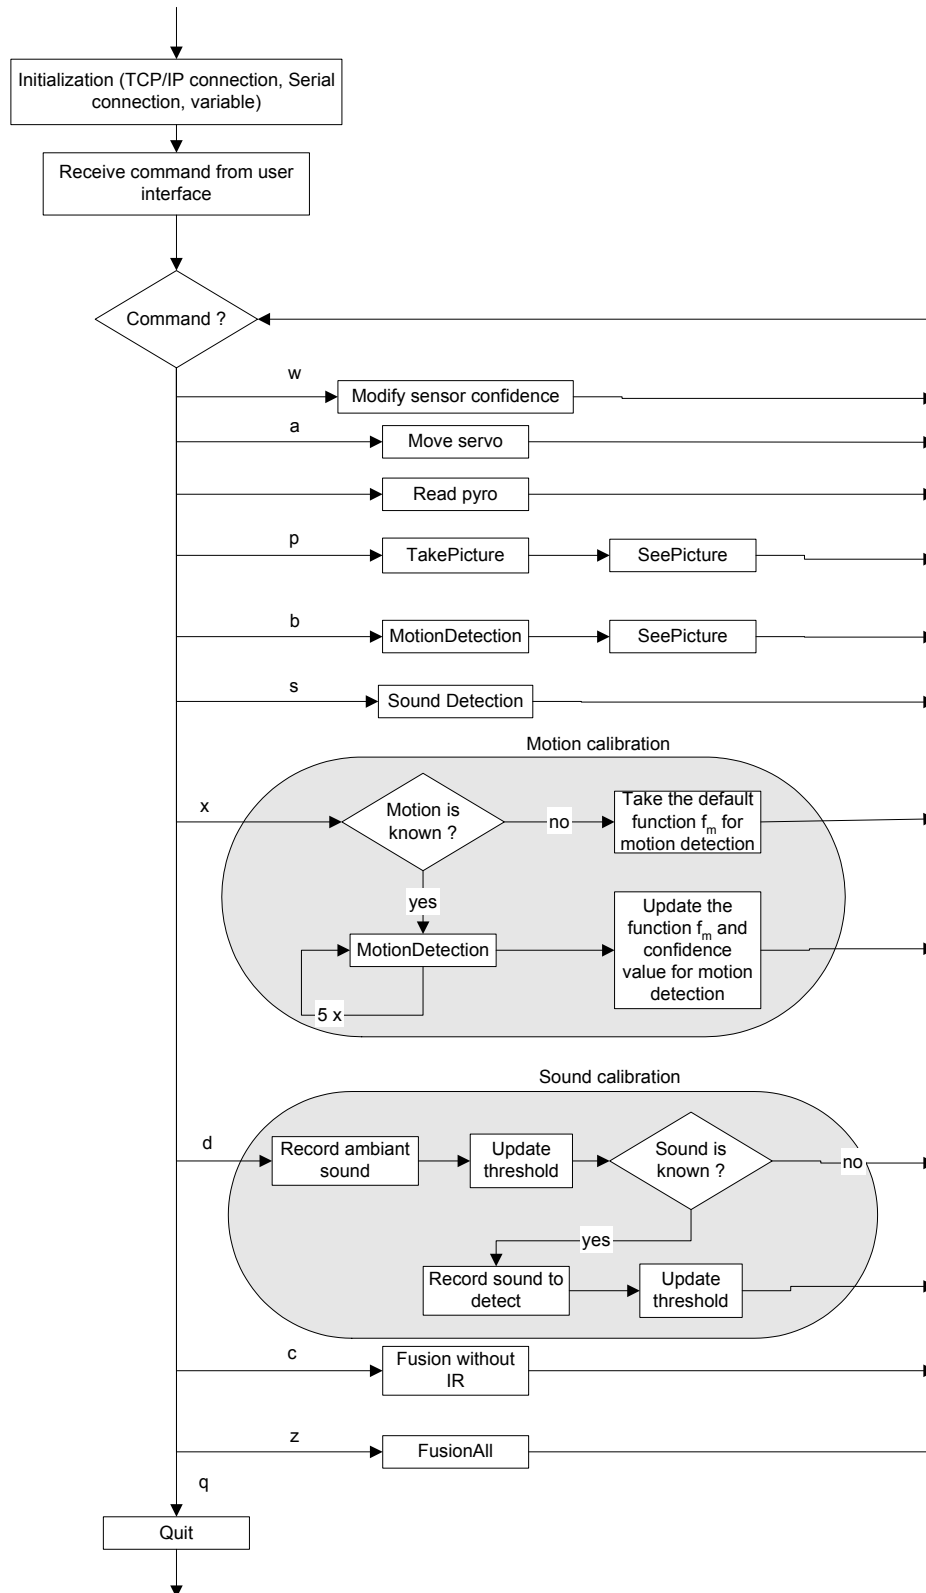 Initialization (TCP/IP connection, Serial
connection, variable)
Receive command from user
interface
Command ?
w
Modify sensor confidence
a
Move servo
Read pyro
p
TakePicture
SeePicture
b
MotionDetection
SeePicture
s
Sound Detection
Motion calibration
x
Motion is
known ?
no
Take the default
function fm for
motion detection
yes
MotionDetection
5 x
Update the
function fm and
confidence
value for motion
detection
Sound calibration
d
Record ambiant
sound
Update
threshold
Sound is
known ?
no
yes
Record sound to
detect
Update
threshold
c
Fusion without
IR
z
FusionAll
q
Quit